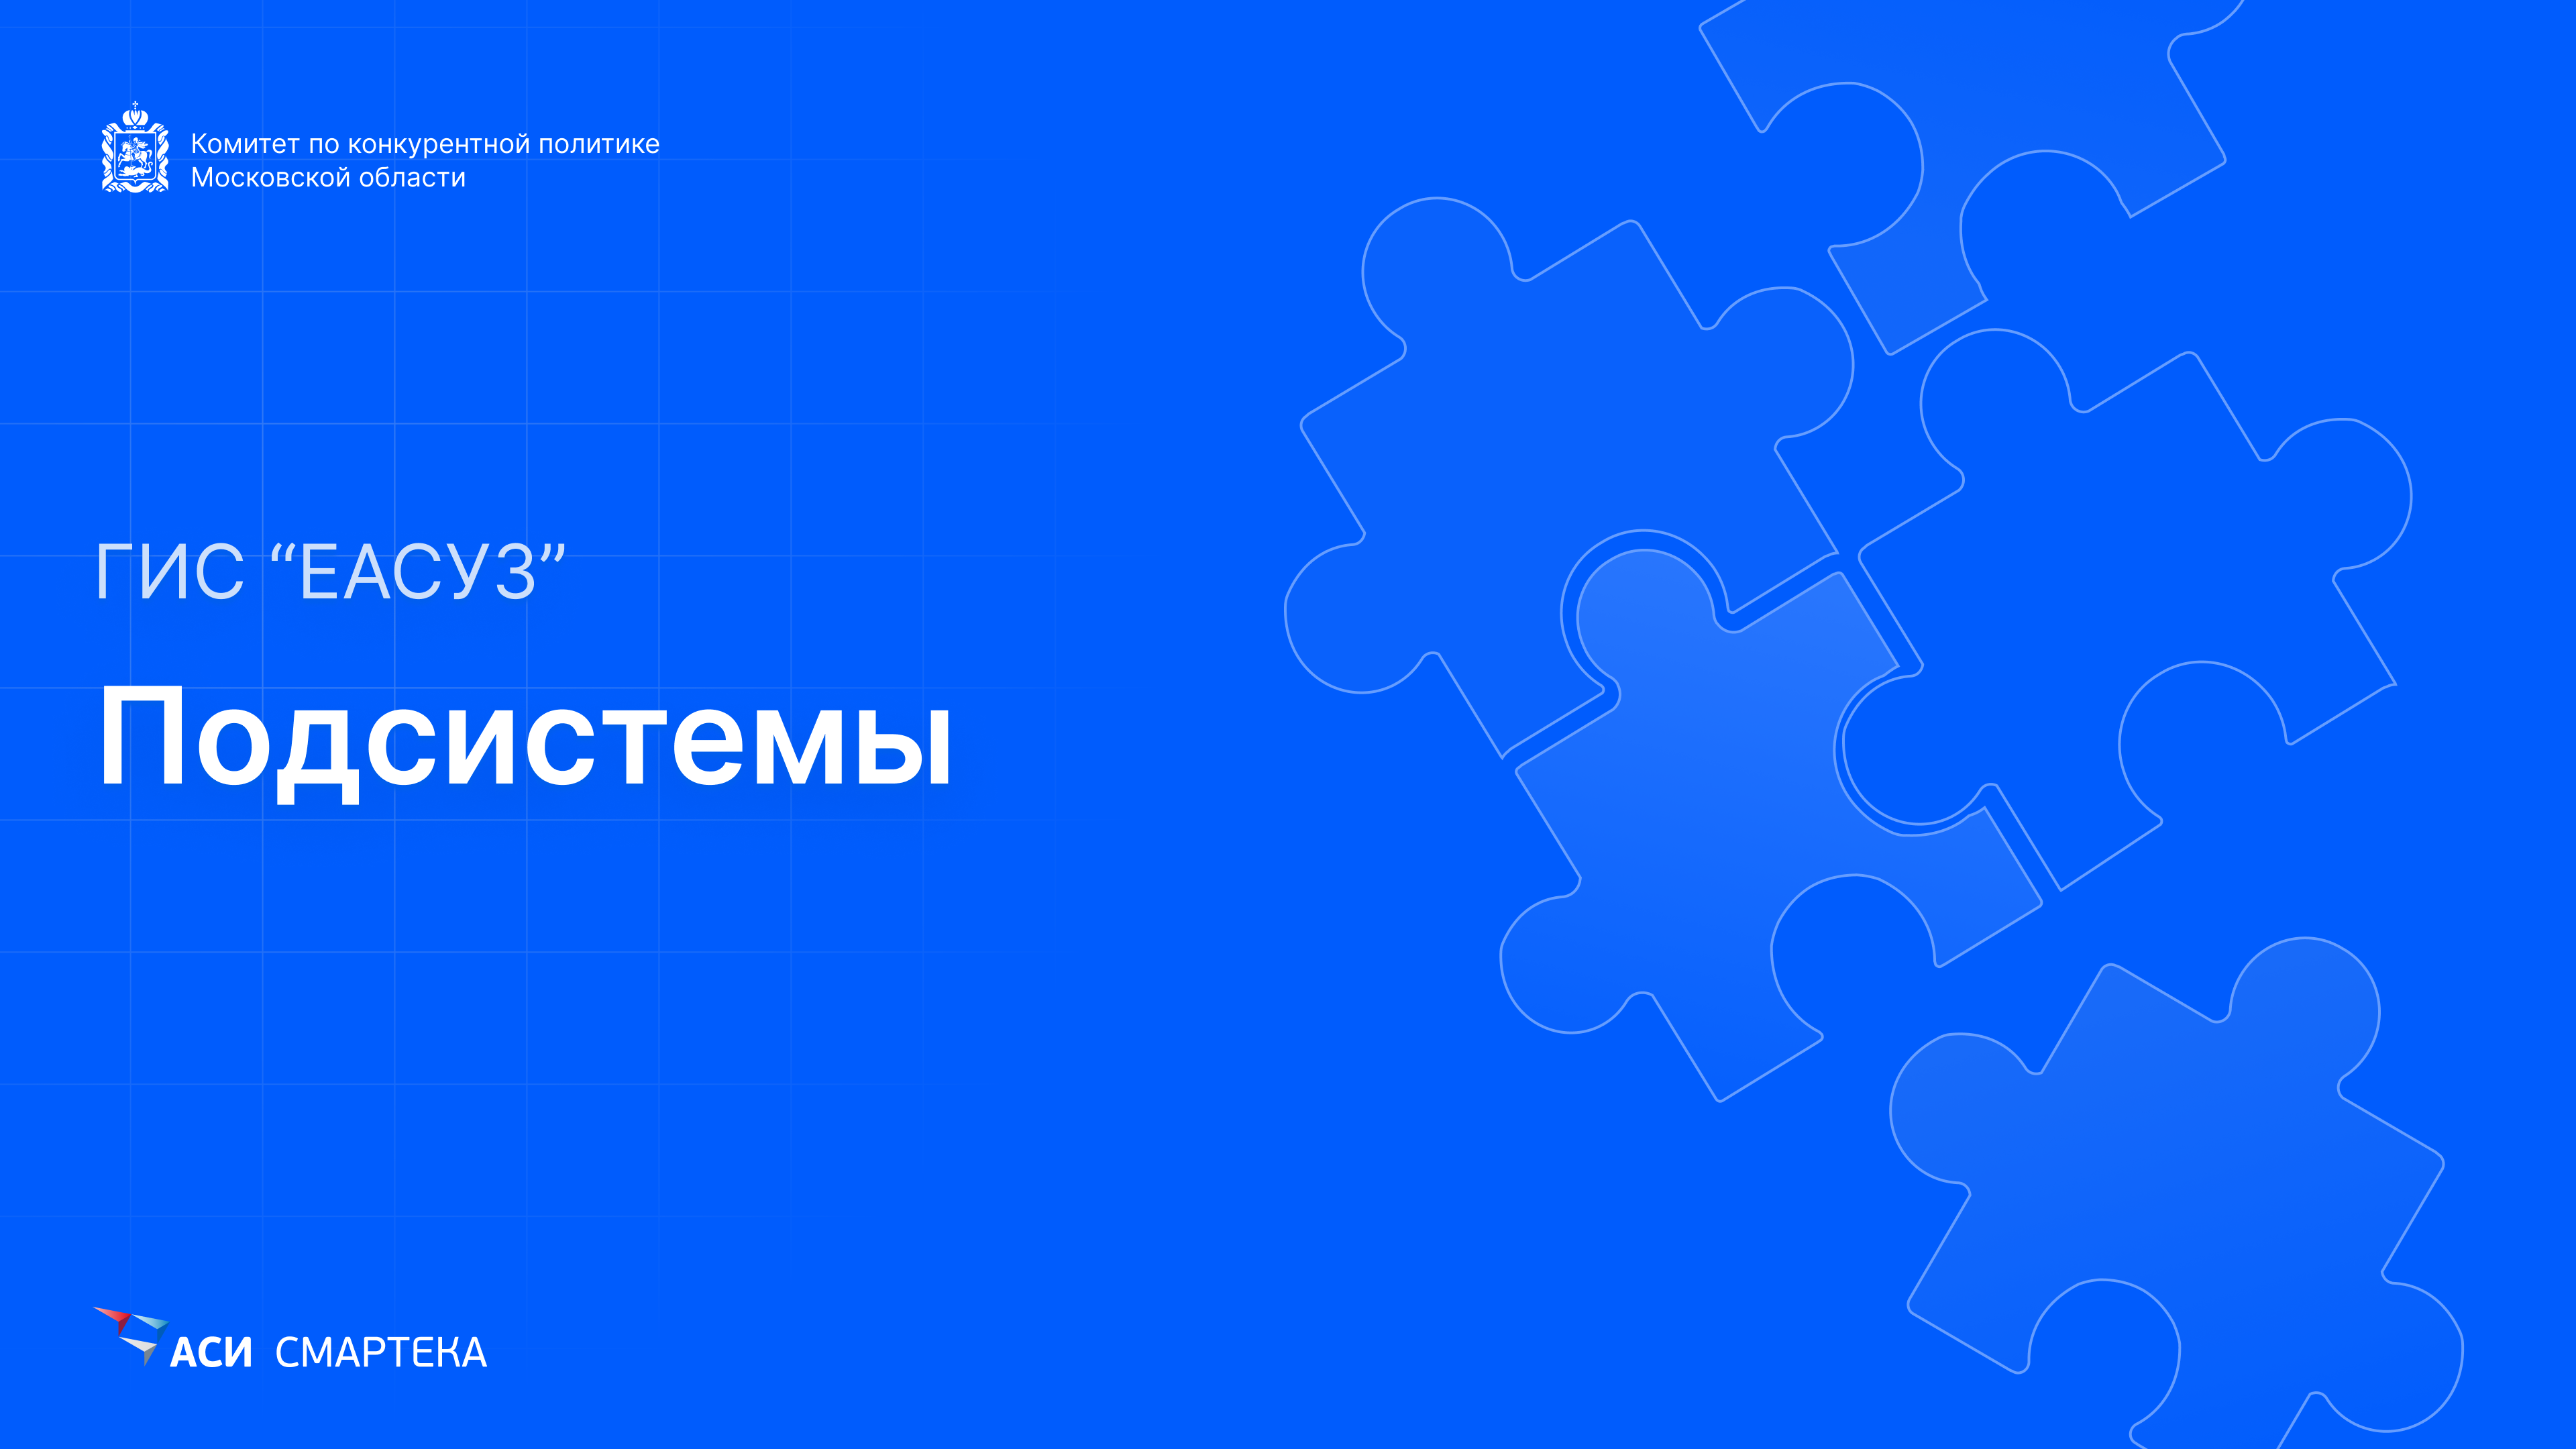 Комитет по конкурентной политике
Московской области
ГИС “ЕАСУЗ”
Подсистемы
АСИ СМАРТЕКА